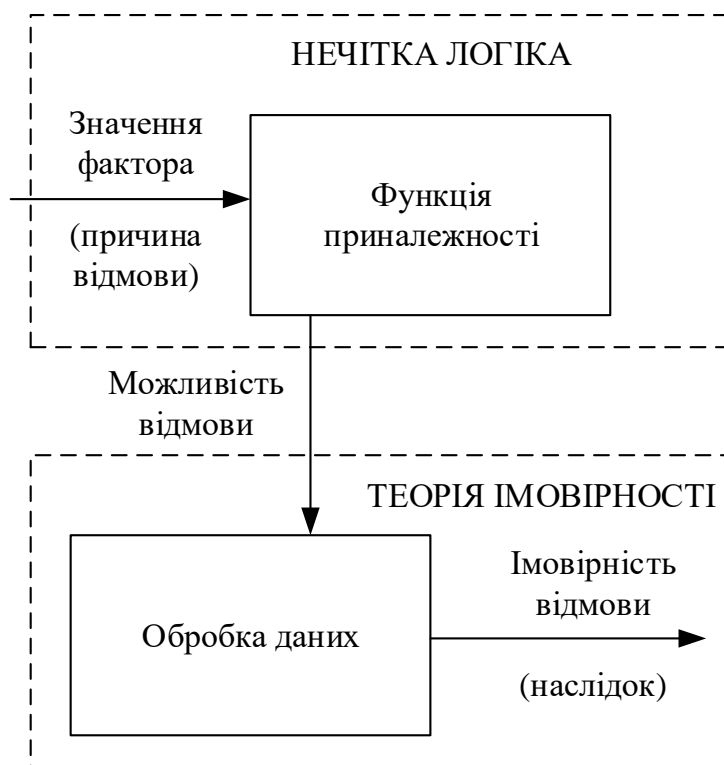 НЕЧІТКА ЛОГІКА
Значення
фактора
(причина
відмови)
Функція
приналежності
Можливість
відмови
ТЕОРІЯ ІМОВІРНОСТІ
Обробка даних
Імовірність
відмови
(наслідок)